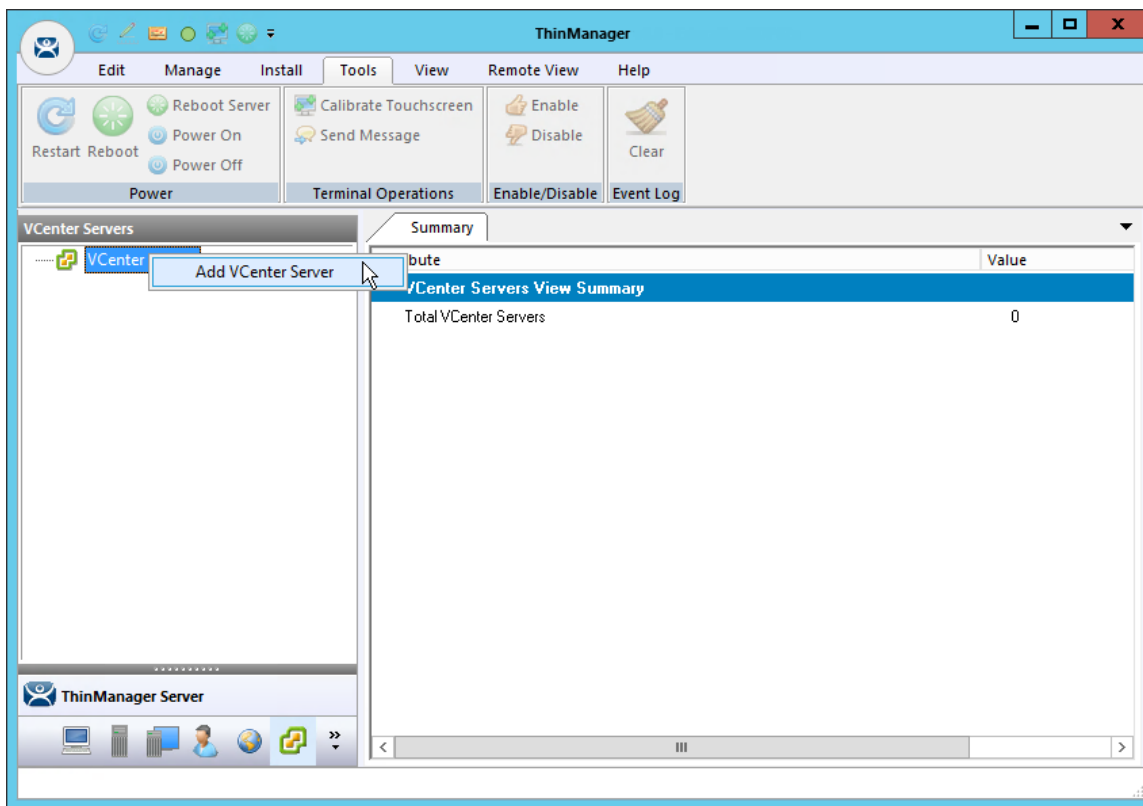 ThinManager
Edit Manage Install Tools View Remote View Help
Restart
Reboot
Reboot Server
Power On
Power Off
Power
Calibrate Touchscreen
Send Message
Terminal Operations
Enable
Disable
Enable/Disable
Clear
Event Log
VCenter Servers
Summary
VCenter
Add VCenter Server
bute Value
VCenter Servers View Summary
Total VCenter Servers 0
ThinManager Server